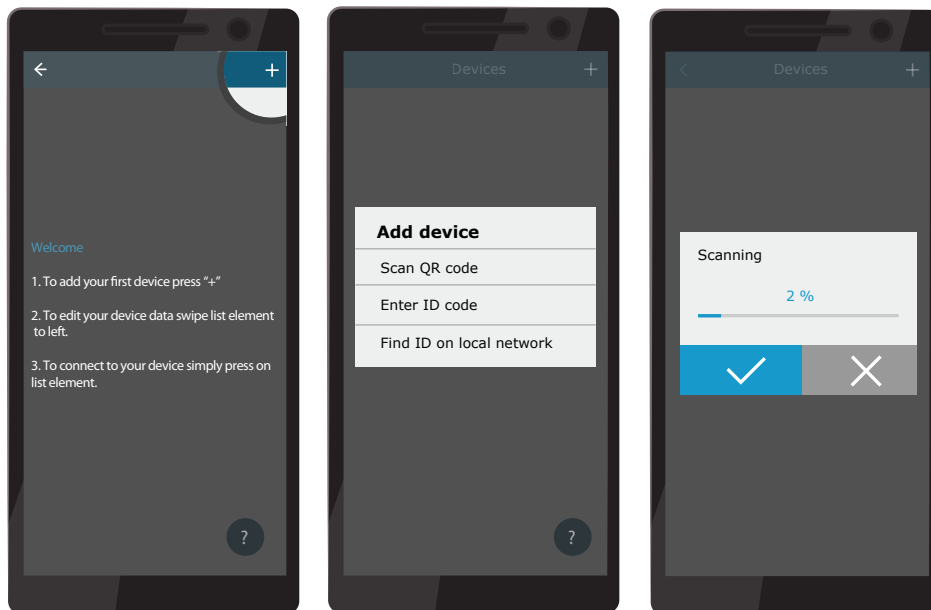 +
Welcome
1. To add your first device press “+”
2. To edit your device data swipe list element
to left.
3. To connect to your device simply press on
list element.
?
Devices +
Add device
Scan QR code
Enter ID code
Find ID on local network
?
Devices +
Scanning
2 %